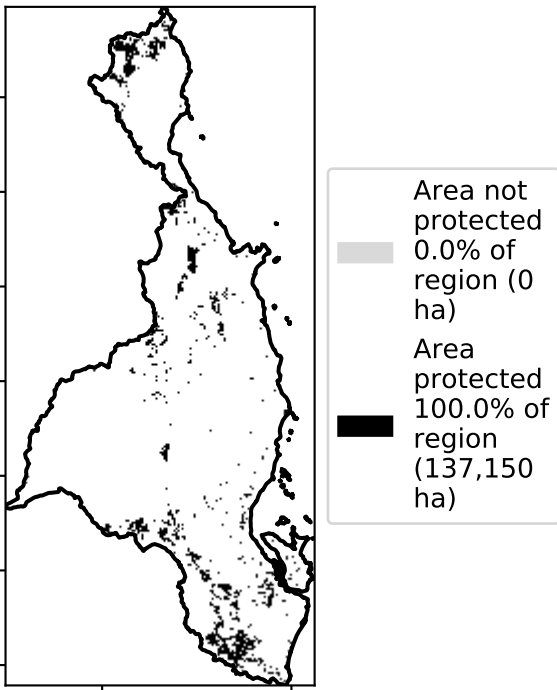 Area not
protected
0.0% of
region (0
ha)
Area
protected
100.0% of
region
(137,150
ha)